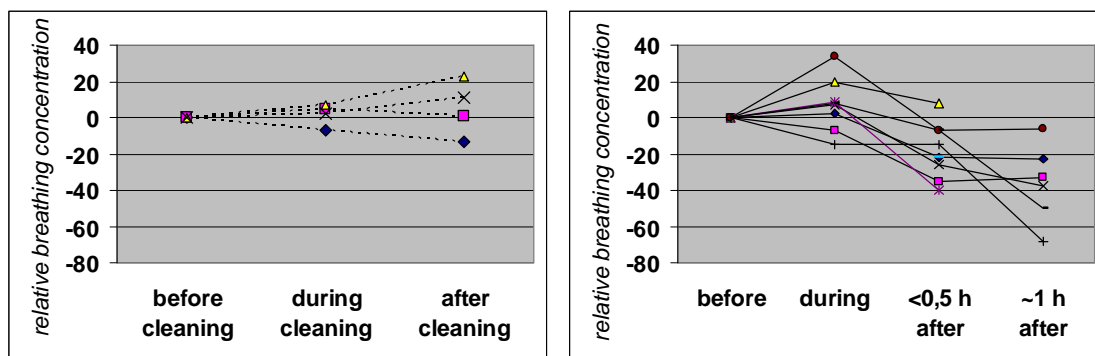 relative breathing concentration
40
20
0
-20
-40
-60
-80
before
cleaning
during
cleaning
after
cleaning
relative breathing concentration
40
20
0
-20
-40
-60
-80
before
during
<0,5 h
after
~1 h
after